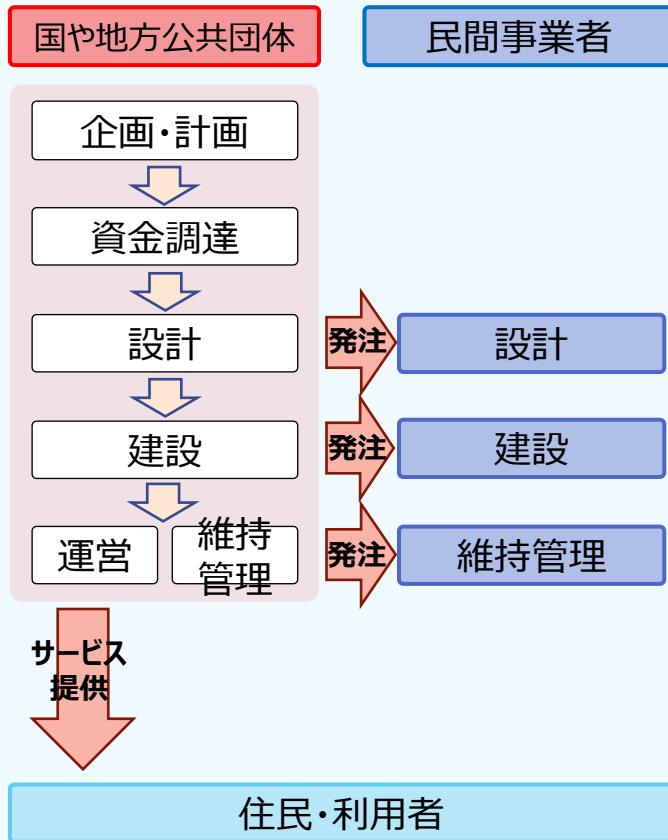 国や地方公共団体
民間事業者
企画・計画
資金調達
設計
発注
設計
建設
発注
建設
運営
維持
管理
発注
維持管理
サービス
提供
住民・利用者